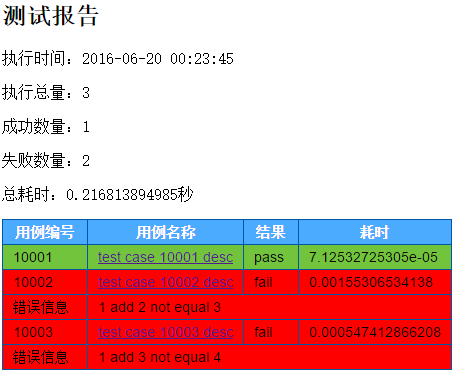 测试报告
执行时间：2016-06-20 00:23:45
执行总量：3
成功数量：1
失败数量：2
总耗时：0.216813894985秒
用例编号 用例名称 结果 耗时
10001 test case 10001 desc pass 7.12532725305e-05
10002 test case 10002 desc fail 0.00155306534138
错误信息 1 add 2 not equal 3
10003 test case 10003 desc fail 0.000547412866208
错误信息 1 add 3 not equal 4